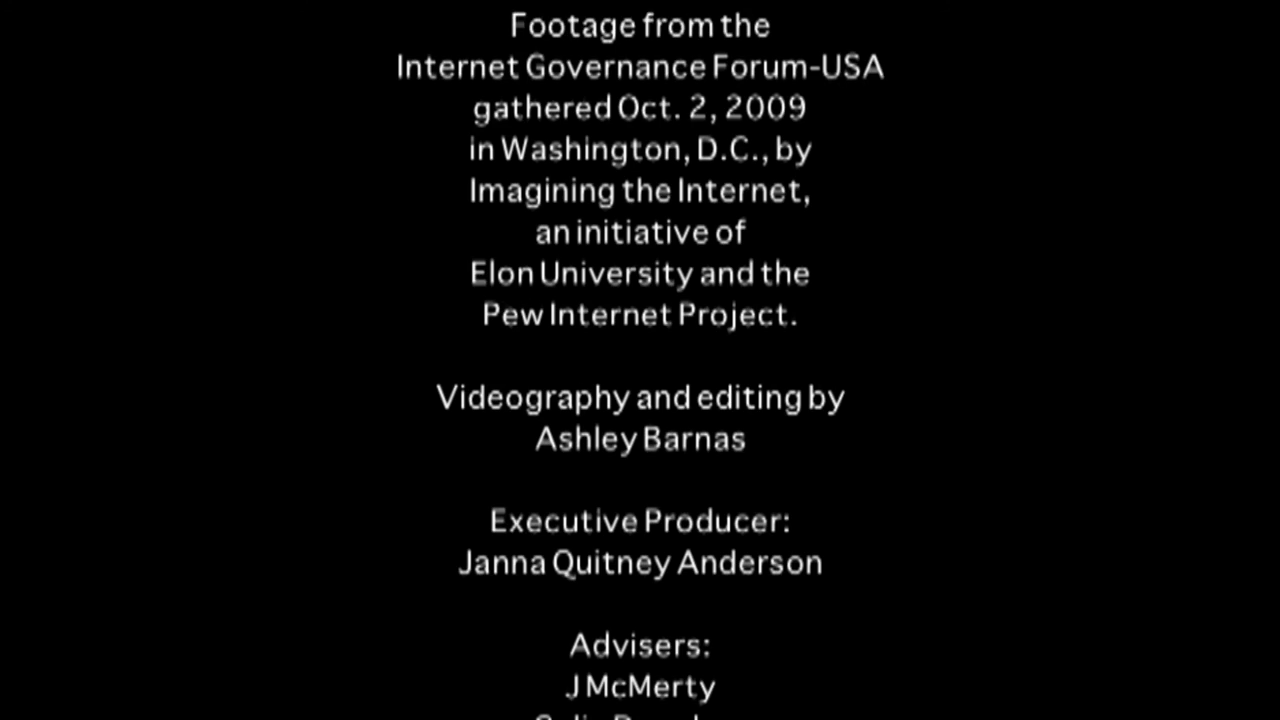 Footage from the
Internet Governance Forum-USA
gathered Oct. 2, 2009
in Washington, D.C., by
Imagining the Internet,
an initiative of
Elon University and the
Pew Internet Project.
Videography and editing by
Ashley Barnas
Executive Producer:
Janna Quitney Anderson
Advisers:
J McMerty